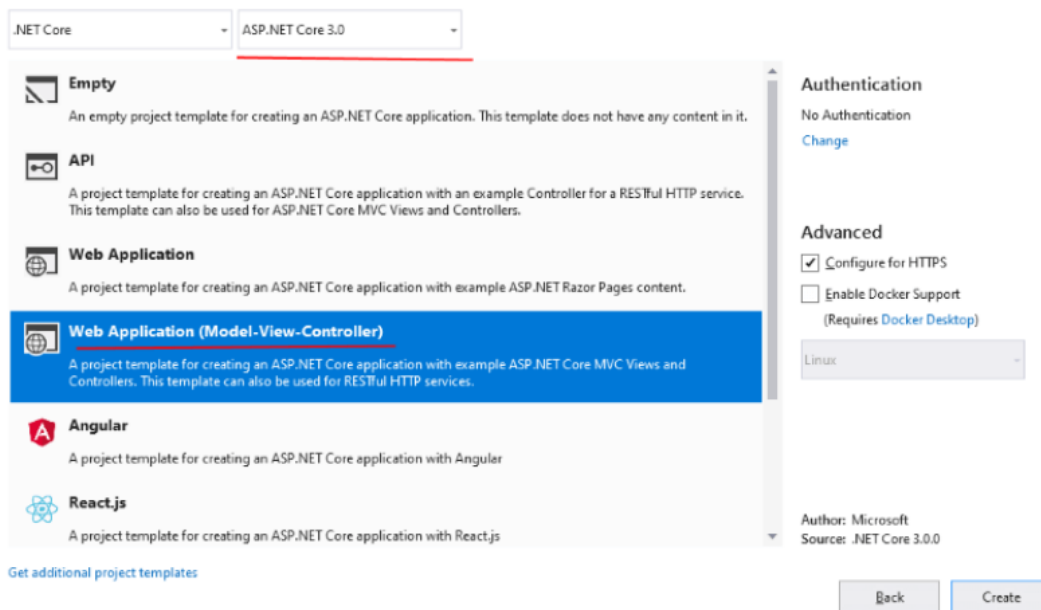 .NET Core
ASP.NET Core 3.0
Empty
An empty project template for creating an ASP.NET Core application. This template does not have any content in it.
API
A project template for creating an ASP.NET Core application with an example Controller for a RESTful HTTP service.
This template can also be used for ASP.NET Core MVC Views and Controllers.
Web Application
A project template for creating an ASP.NET Core application with example ASP.NET Razor Pages content.
Web Application (Model-View-Controller)
A project template for creating an ASP.NET Core application with example ASP.NET Core MVC Views and
Controllers. This template can also be used for RESTful HTTP services.
Angular
A project template for creating an ASP.NET Core application with Angular
React.js
A project template for creating an ASP.NET Core application with React.js
Get additional project templates
Authentication
No Authentication
Change
Advanced
Configure for HTTPS
Enable Docker Support
(Requires Docker Desktop)
Linux
Author: Microsoft
Source: .NET Core 3.0.0
Back
Create